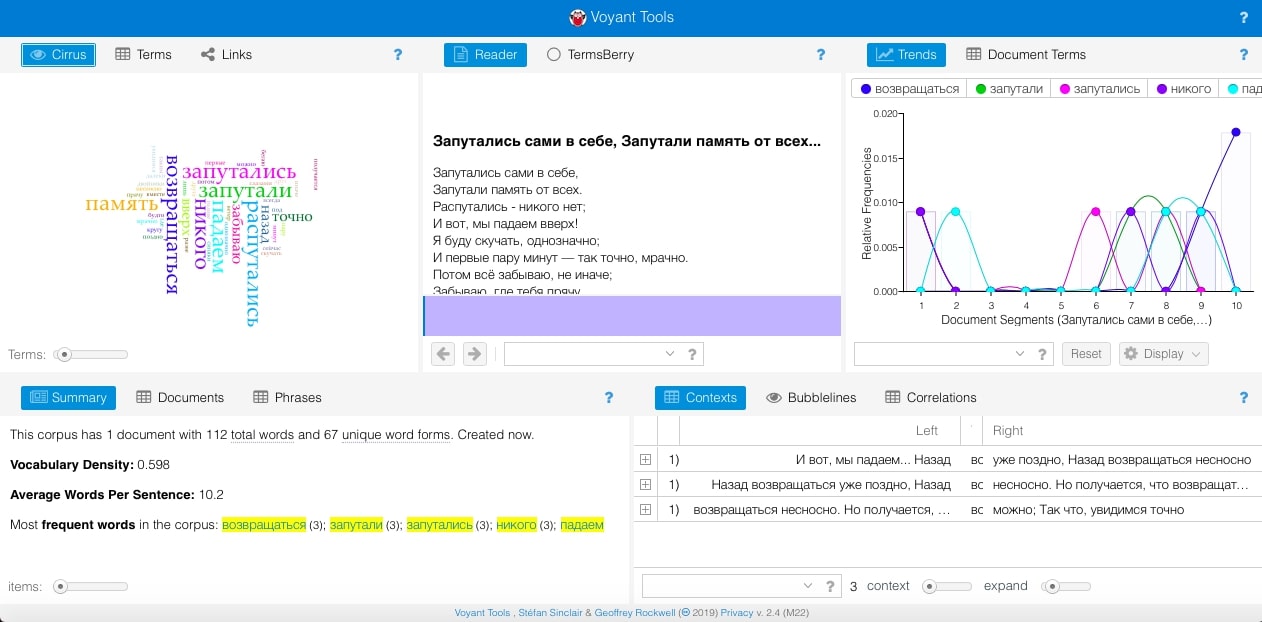 Voyant Tools
?
Cirrus Terms Links ?
возвращаться
запутались
запутали
память
никого
падаем
распутались
забываю
назад
точно
вверх
Terms:
Reader TermsBerry ?
Запутались сами в себе, Запутали память от всех...
Запутались сами в себе,
Запутали память от всех.
Распутались - никого нет;
И вот, мы падаем вверх!
Я буду скучать, однозначно;
И первые пару минут — так точно, мрачно.
Потом всё забываю, не иначе;
Забываю, где тебя прячу
?
Trends Document Terms ?
возвращаться запутали запутались никого пад
0.020
0.015
0.010
0.005
0.000
Relative Frequencies
1 2 3 4 5 6 7 8 9 10
Document Segments (Запутались сами в себе,…)
? Reset Display
Summary Documents Phrases ?
This corpus has 1 document with 112 total words and 67 unique word forms. Created now.
Vocabulary Density: 0.598
Average Words Per Sentence: 10.2
Most frequent words in the corpus: возвращаться (3); запутали (3); запутались (3); никого (3); падаем
items:
Contexts Bubblelines Correlations ?
Left Right
1) И вот, мы падаем... Назад вс уже поздно, Назад возвращаться несносно
1) Назад возвращаться уже поздно, Назад вс несносно. Но получается, что возвращат…
1) возвращаться несносно. Но получается, … вс можно; Так что, увидимся точно
? 3 context expand
Voyant Tools , Stéfan Sinclair & Geoffrey Rockwell (© 2019) Privacy v. 2.4 (M22)